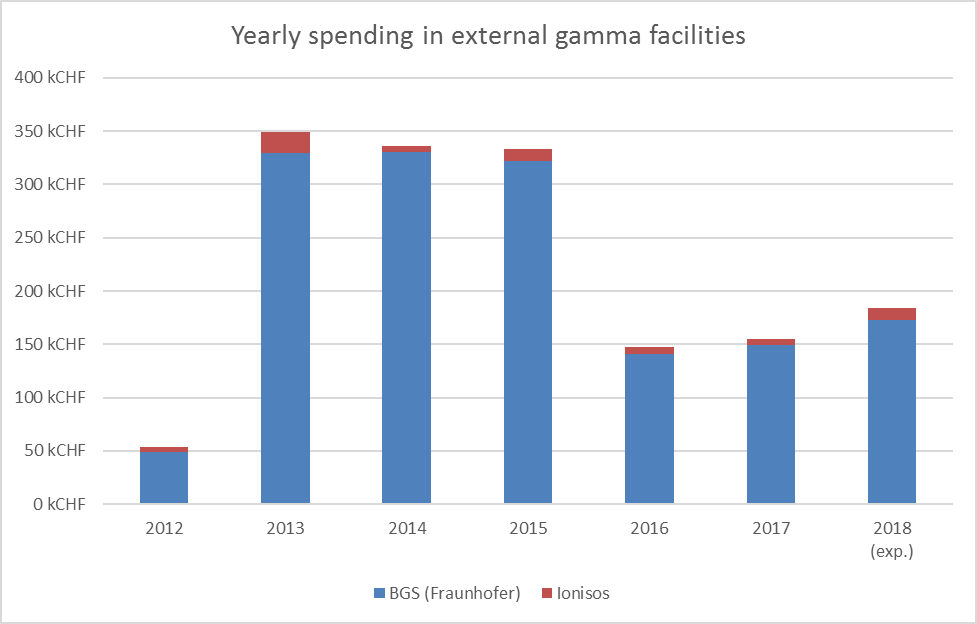 Yearly spending in external gamma facilities
400 kCHF
350 kCHF
300 kCHF
250 kCHF
200 kCHF
150 kCHF
100 kCHF
50 kCHF
0 kCHF
2012 2013 2014 2015 2016 2017 2018
(exp.)
BGS (Fraunhofer) Ionisos